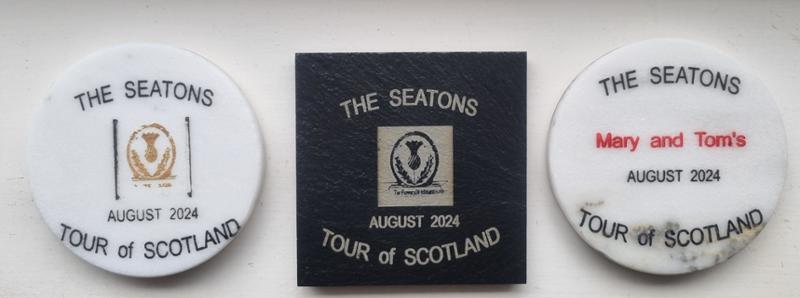 THE SEATONS
AUGUST 2024
TOUR of SCOTLAND
THE SEATONS
AUGUST 2024
TOUR of SCOTLAND
THE SEATONS
Mary and Tom's
AUGUST 2024
TOUR of SCOTLAND